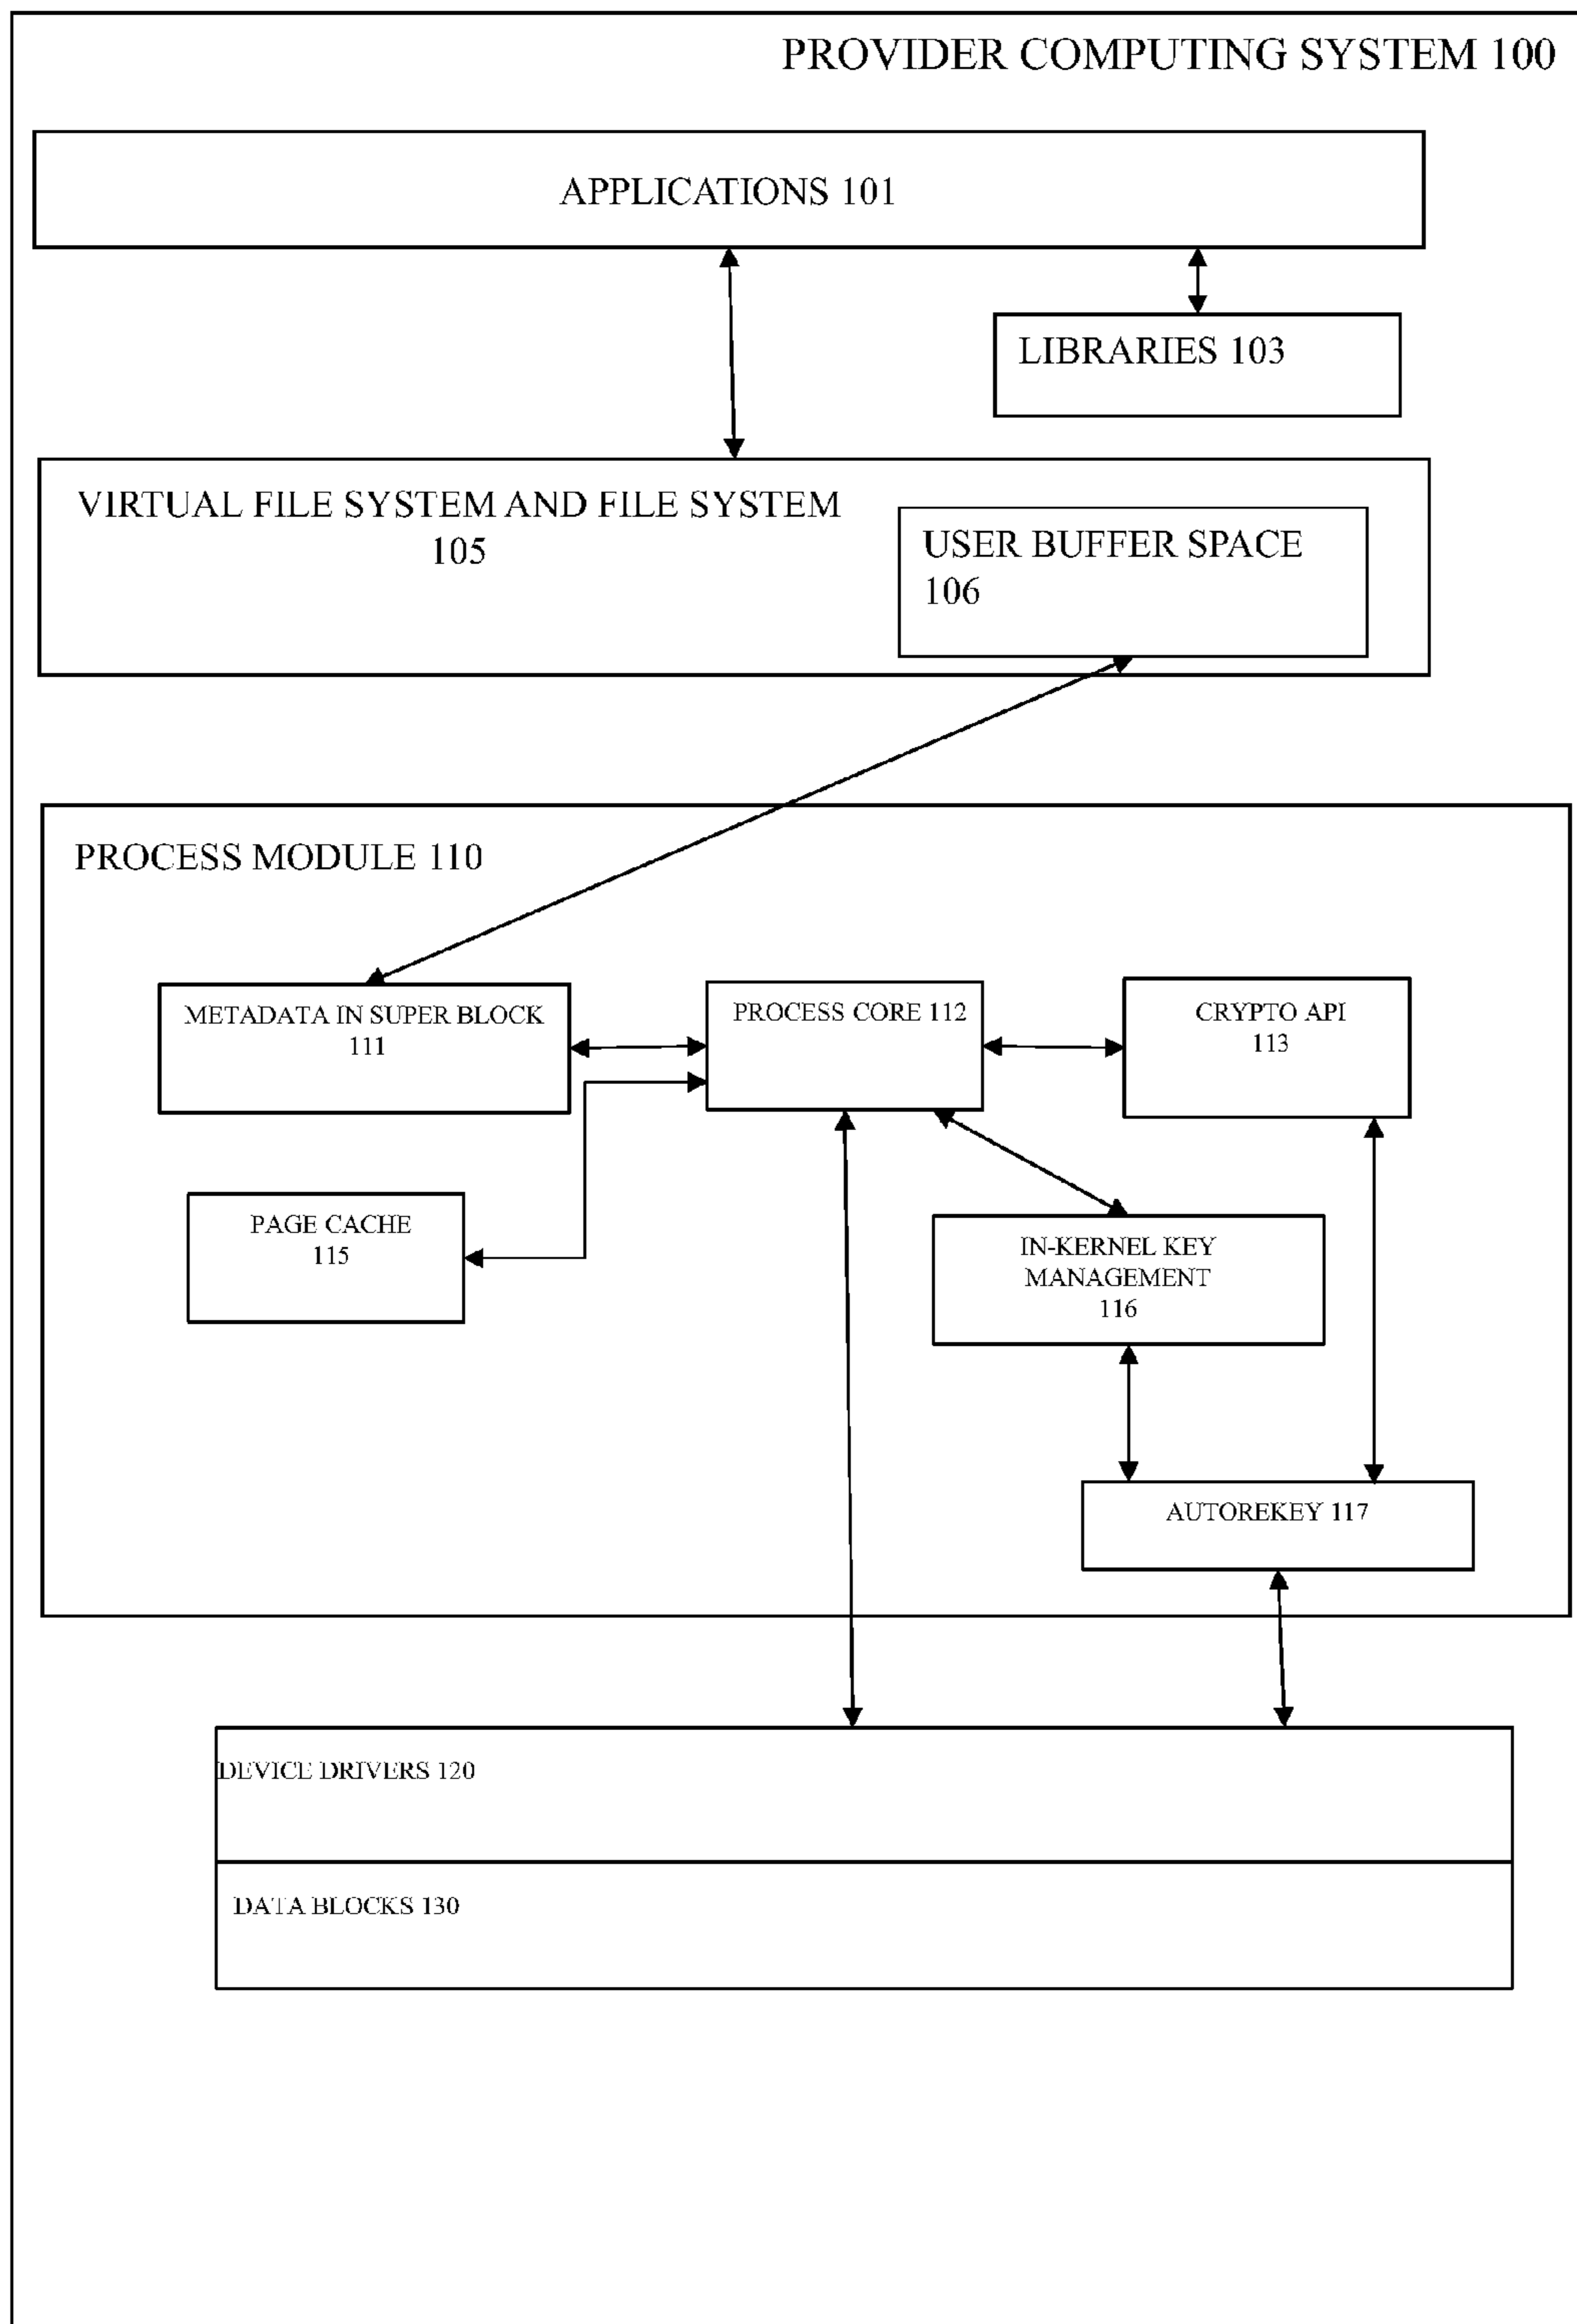 PROVIDER COMPUTING SYSTEM 100
APPLICATIONS 101
LIBRARIES 103
VIRTUAL FILE SYSTEM AND FILE SYSTEM
105
USER BUFFER SPACE
106
PROCESS MODULE 110
METADATA IN SUPER BLOCK
111
PROCESS CORE 112
CRYPTO API
113
PAGE CACHE
115
IN-KERNEL KEY
MANAGEMENT
116
AUTOREKEY 117
DEVICE DRIVERS 120
DATA BLOCKS 130